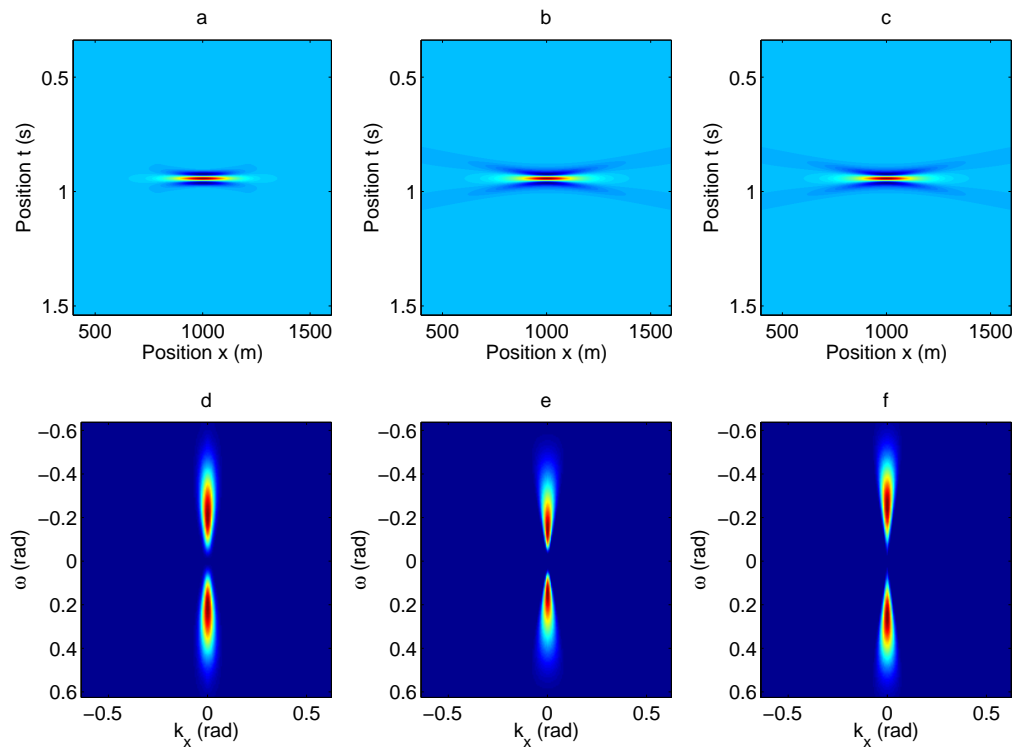 a b c
Position t (s)
0.5
1
1.5
500 1000 1500
Position x (m)
Position t (s)
0.5
1
1.5
500 1000 1500
Position x (m)
Position t (s)
0.5
1
1.5
500 1000 1500
Position x (m)
d e f
ω (rad)
−0.6
−0.4
−0.2
0
0.2
0.4
0.6
−0.5 0 0.5
k_x (rad)
ω (rad)
−0.6
−0.4
−0.2
0
0.2
0.4
0.6
−0.5 0 0.5
k_x (rad)
ω (rad)
−0.6
−0.4
−0.2
0
0.2
0.4
0.6
−0.5 0 0.5
k_x (rad)